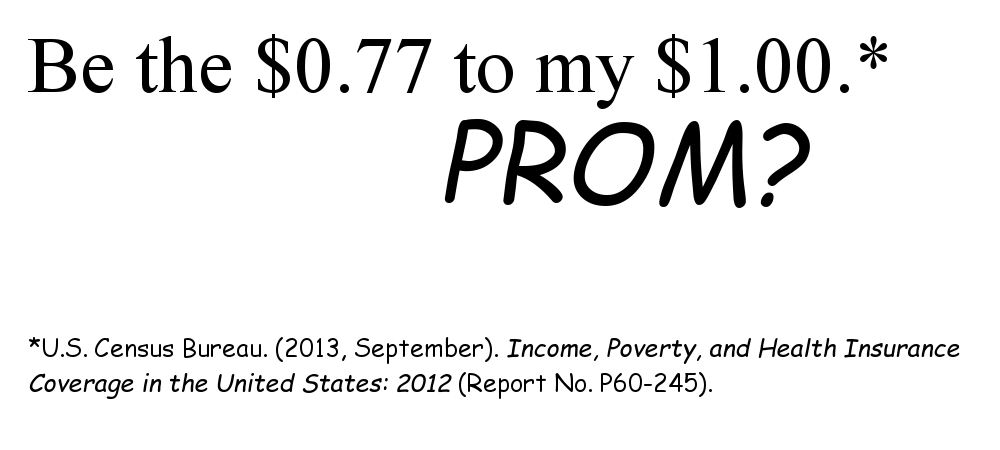 Be the $0.77 to my $1.00.*
PROM?
*U.S. Census Bureau. (2013, September). Income, Poverty, and Health Insurance
Coverage in the United States: 2012 (Report No. P60-245).